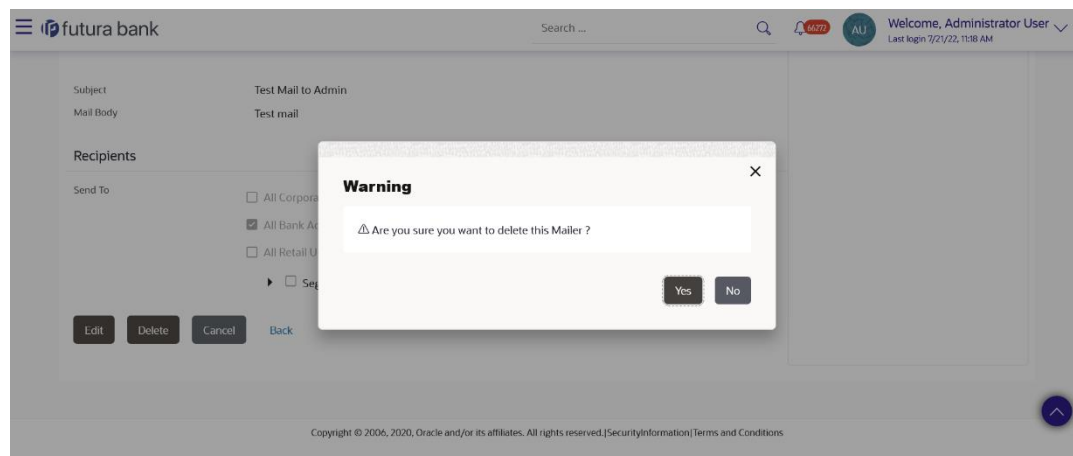 futura bank
Search ...
66272
AU
Welcome, Administrator User
Last login 7/21/22, 11:18 AM
Subject
Test Mail to Admin
Mail Body
Test mail
Recipients
Send To
All Corpora
All Bank Ad
All Retail U
Seg
Warning
Are you sure you want to delete this Mailer ?
Yes
No
Edit
Delete
Cancel
Back
Copyright © 2006, 2020, Oracle and/or its affiliates. All rights reserved.|SecurityInformation|Terms and Conditions